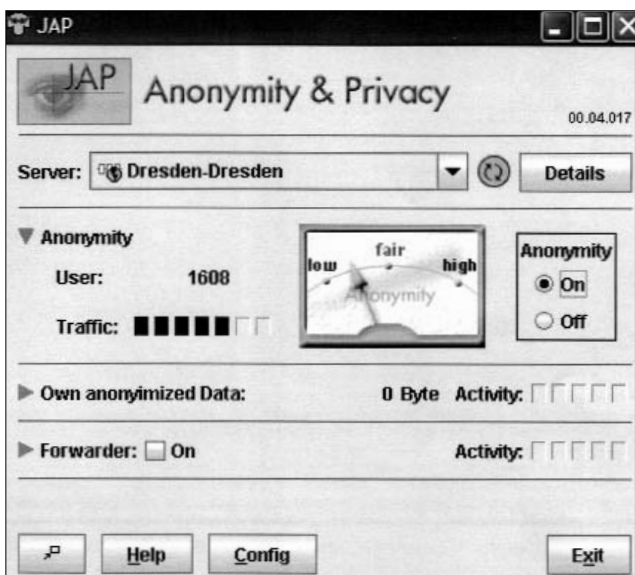 JAP
JAP Anonymity & Privacy
00.04.017
Server: Dresden-Dresden Details
Anonymity
User: 1608
Traffic:
low fair high
Anonymity
Anonymity
On
Off
Own anonyimized Data: 0 Byte Activity:
Forwarder: On Activity:
Help Config Exit